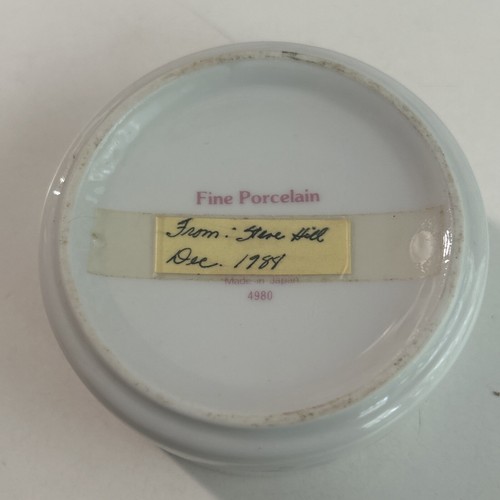 Fine Porcelain
From: Steve Hill
Dec. 1984
Made in Japan
4980